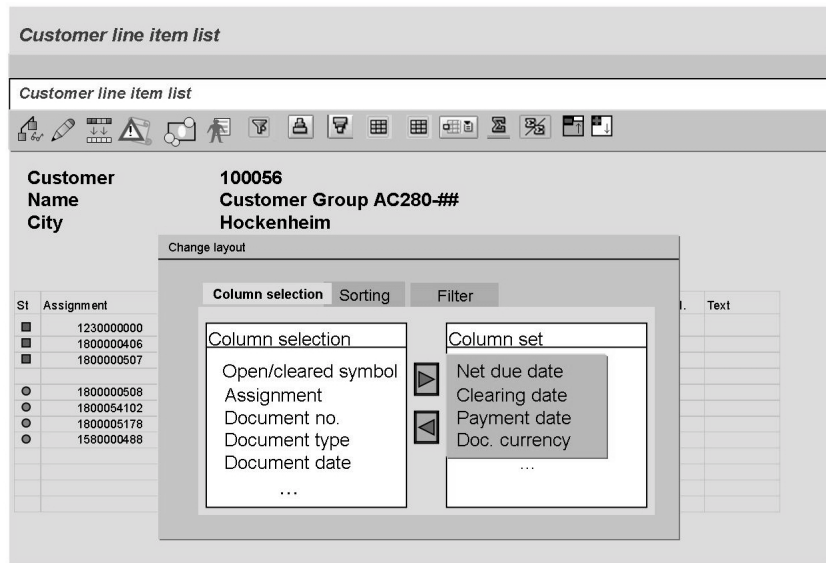 Customer line item list
Customer line item list
Customer 100056
Name Customer Group AC280-##
City Hockenheim
Change layout
Column selection Sorting Filter
St Assignment Text
Column selection Column set
1230000000
1800000406
1800000507
1800000508
1800054102
1800005178
1580000488
Open/cleared symbol
Assignment
Document no.
Document type
Document date
...
Net due date
Clearing date
Payment date
Doc. currency
...